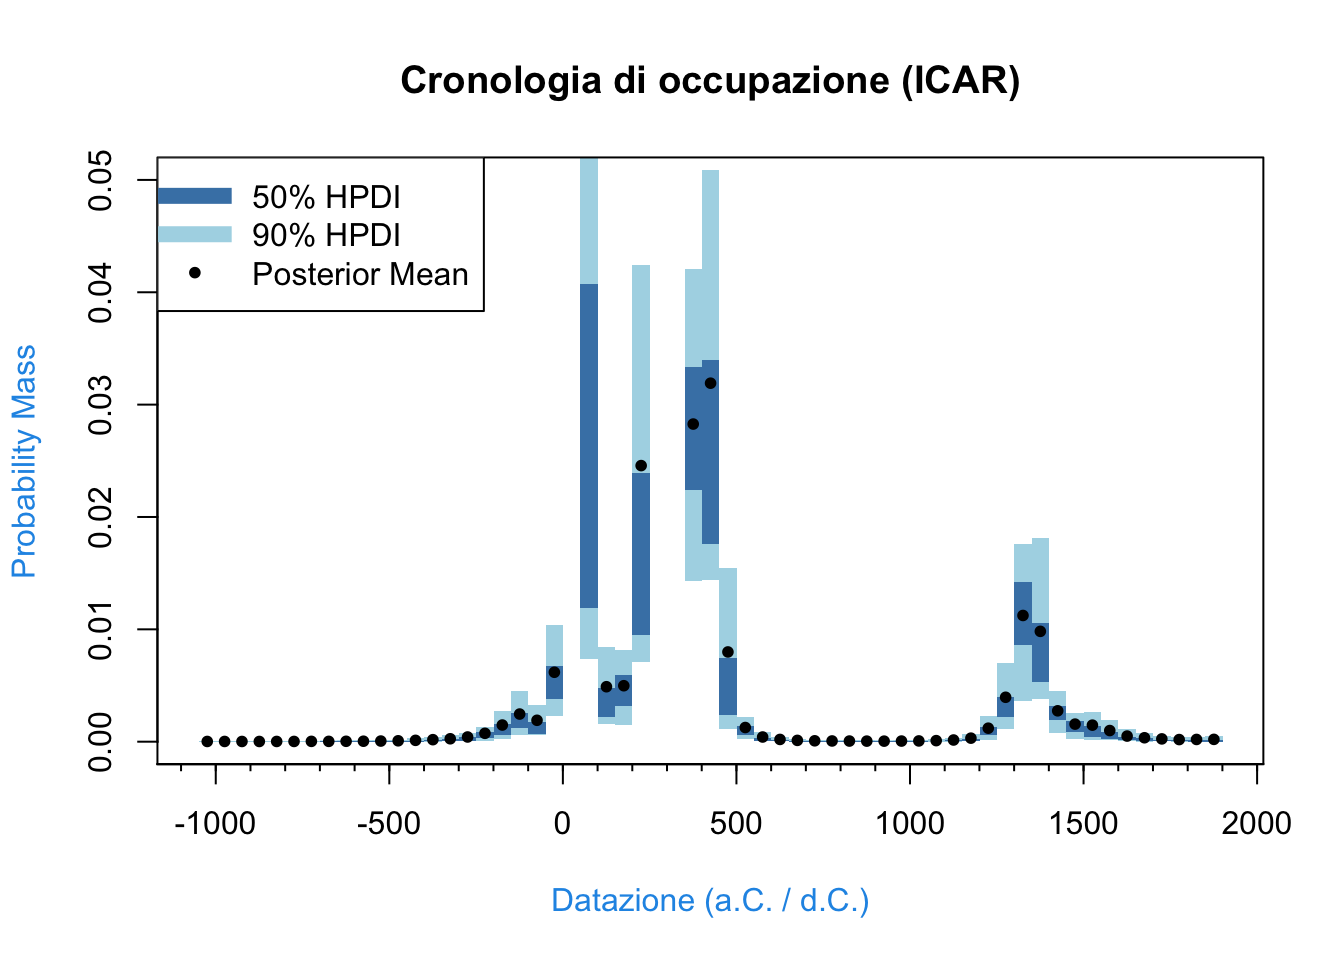 Cronologia di occupazione (ICAR)
50% HPDI
90% HPDI
Posterior Mean
Probability Mass
0.05
0.04
0.03
0.02
0.01
0.00
-1000 -500 0 500 1000 1500 2000
Datazione (a.C. / d.C.)